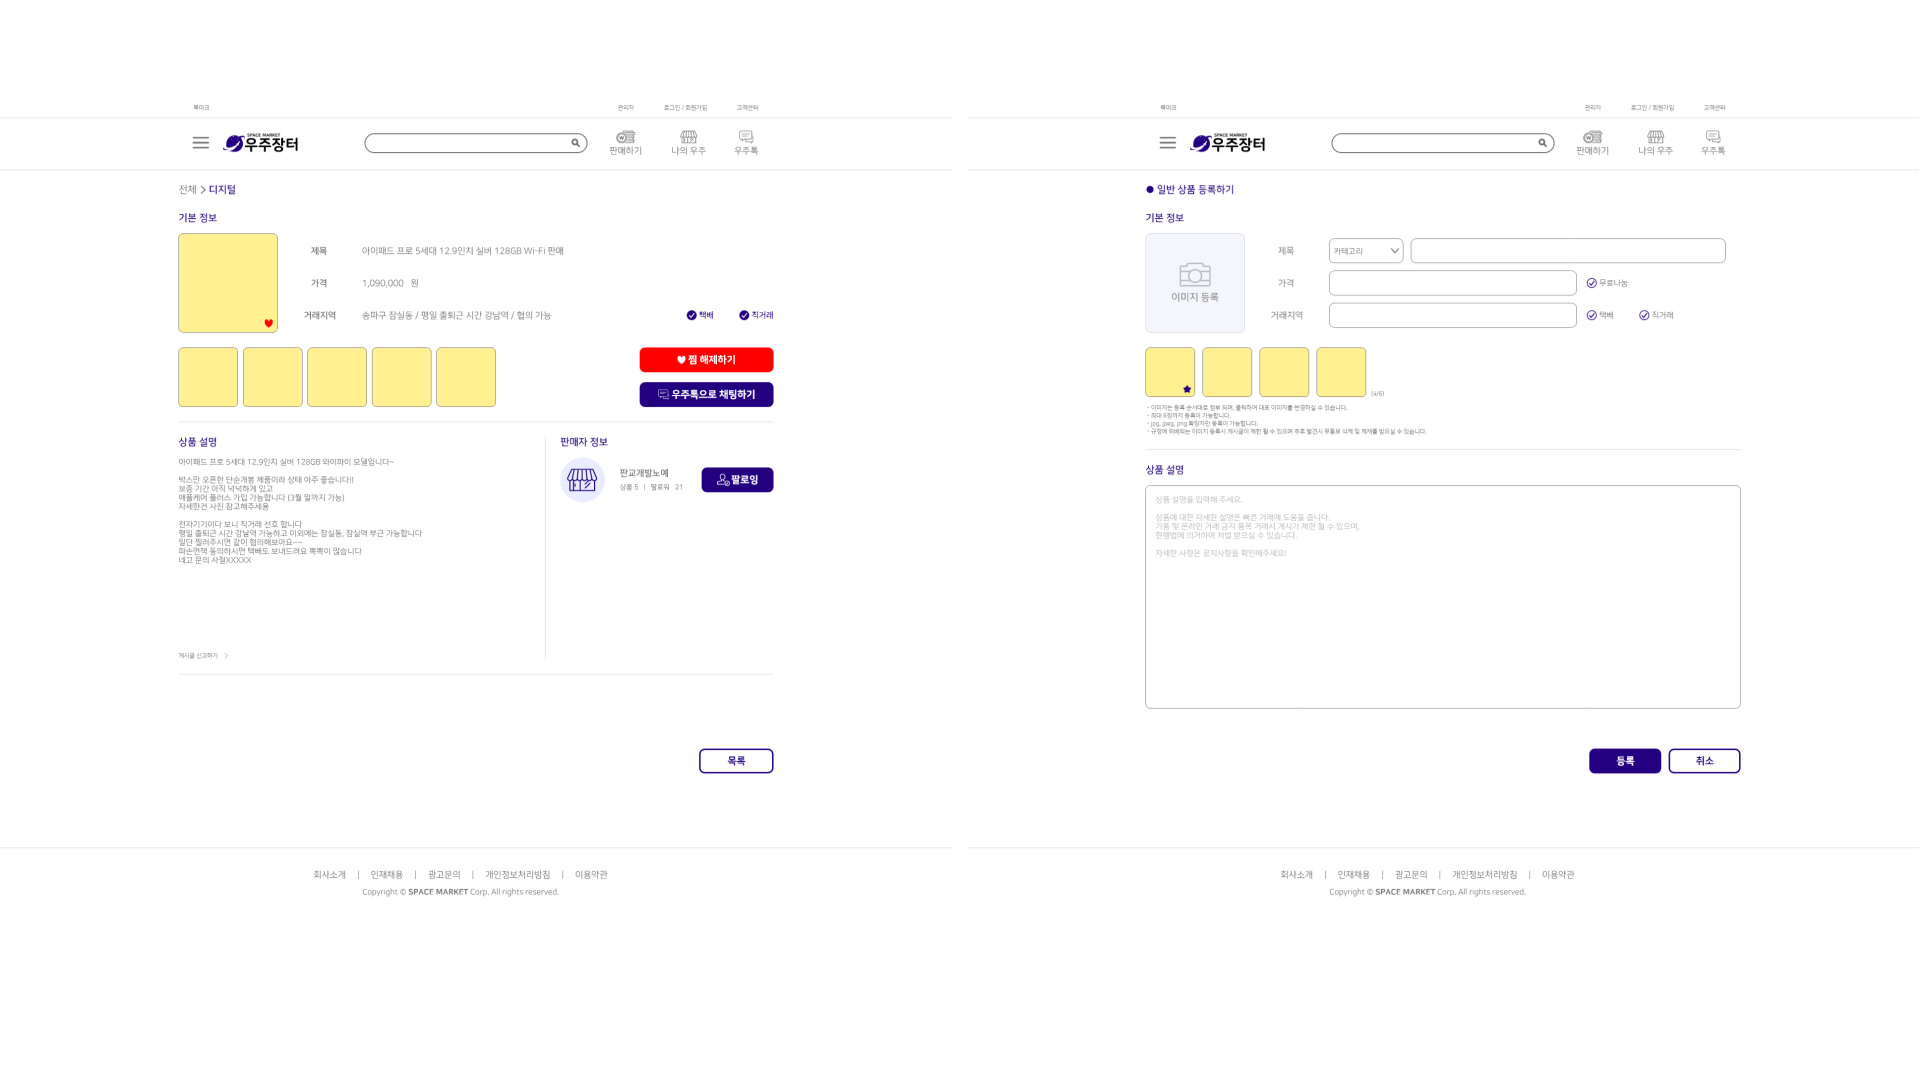 북마크
관리자
로그인 / 회원가입
고객센터
SPACE MARKET
우주장터
판매하기
나의 우주
우주톡
전체 > 디지털
기본 정보
제목
아이패드 프로 5세대 12.9인치 실버 128GB Wi-Fi 판매
가격
1,090,000 원
거래지역
송파구 잠실동 / 평일 출퇴근 시간 강남역 / 협의 가능
택배
직거래
찜 해제하기
우주톡으로 채팅하기
상품 설명
아이패드 프로 5세대 12.9인치 실버 128GB 와이파이 모델입니다~
박스만 오픈한 단순개봉 제품이라 상태 아주 좋습니다!!
보증 기간 아직 넉넉하게 있고
애플케어 플러스 가입 가능합니다 (3월 말까지 가능)
자세한건 사진 참고해주세용
전자기기이다 보니 직거래 선호 합니다
평일 출퇴근 시간 강남역 가능하고 이외에는 잠실동, 잠실역 부근 가능합니다
일단 찔러주시면 같이 협의해보아요~~
파손면책 동의하시면 택배도 보내드려요 뽁뽁이 많습니다
네고 문의 사절XXXXX
게시글 신고하기 >
판매자 정보
판교개발노예
상품 5 | 팔로워 21
팔로잉
목록
회사소개 | 인재채용 | 광고문의 | 개인정보처리방침 | 이용약관
Copyright © SPACE MARKET Corp. All rights reserved.
북마크
관리자
로그인 / 회원가입
고객센터
SPACE MARKET
우주장터
판매하기
나의 우주
우주톡
● 일반 상품 등록하기
기본 정보
이미지 등록
제목
카테고리
가격
무료나눔
거래지역
택배
직거래
(4/6)
- 이미지는 등록 순서대로 첨부 되며, 클릭하여 대표 이미지를 변경하실 수 있습니다.
- 최대 6장까지 등록이 가능합니다.
- jpg, jpeg, png 확장자만 등록이 가능합니다.
- 규정에 위배되는 이미지 등록시 게시글이 제한 될 수 있으며 추후 발견시 무통보 삭제 및 제재를 받으실 수 있습니다.
상품 설명
상품 설명을 입력해 주세요.
상품에 대한 자세한 설명은 빠른 거래에 도움을 줍니다.
가품 및 온라인 거래 금지 품목 거래시 게시가 제한 될 수 있으며,
현행법에 의거하여 처벌 받으실 수 있습니다.
자세한 사항은 공지사항을 확인해주세요!
등록
취소
회사소개 | 인재채용 | 광고문의 | 개인정보처리방침 | 이용약관
Copyright © SPACE MARKET Corp. All rights reserved.